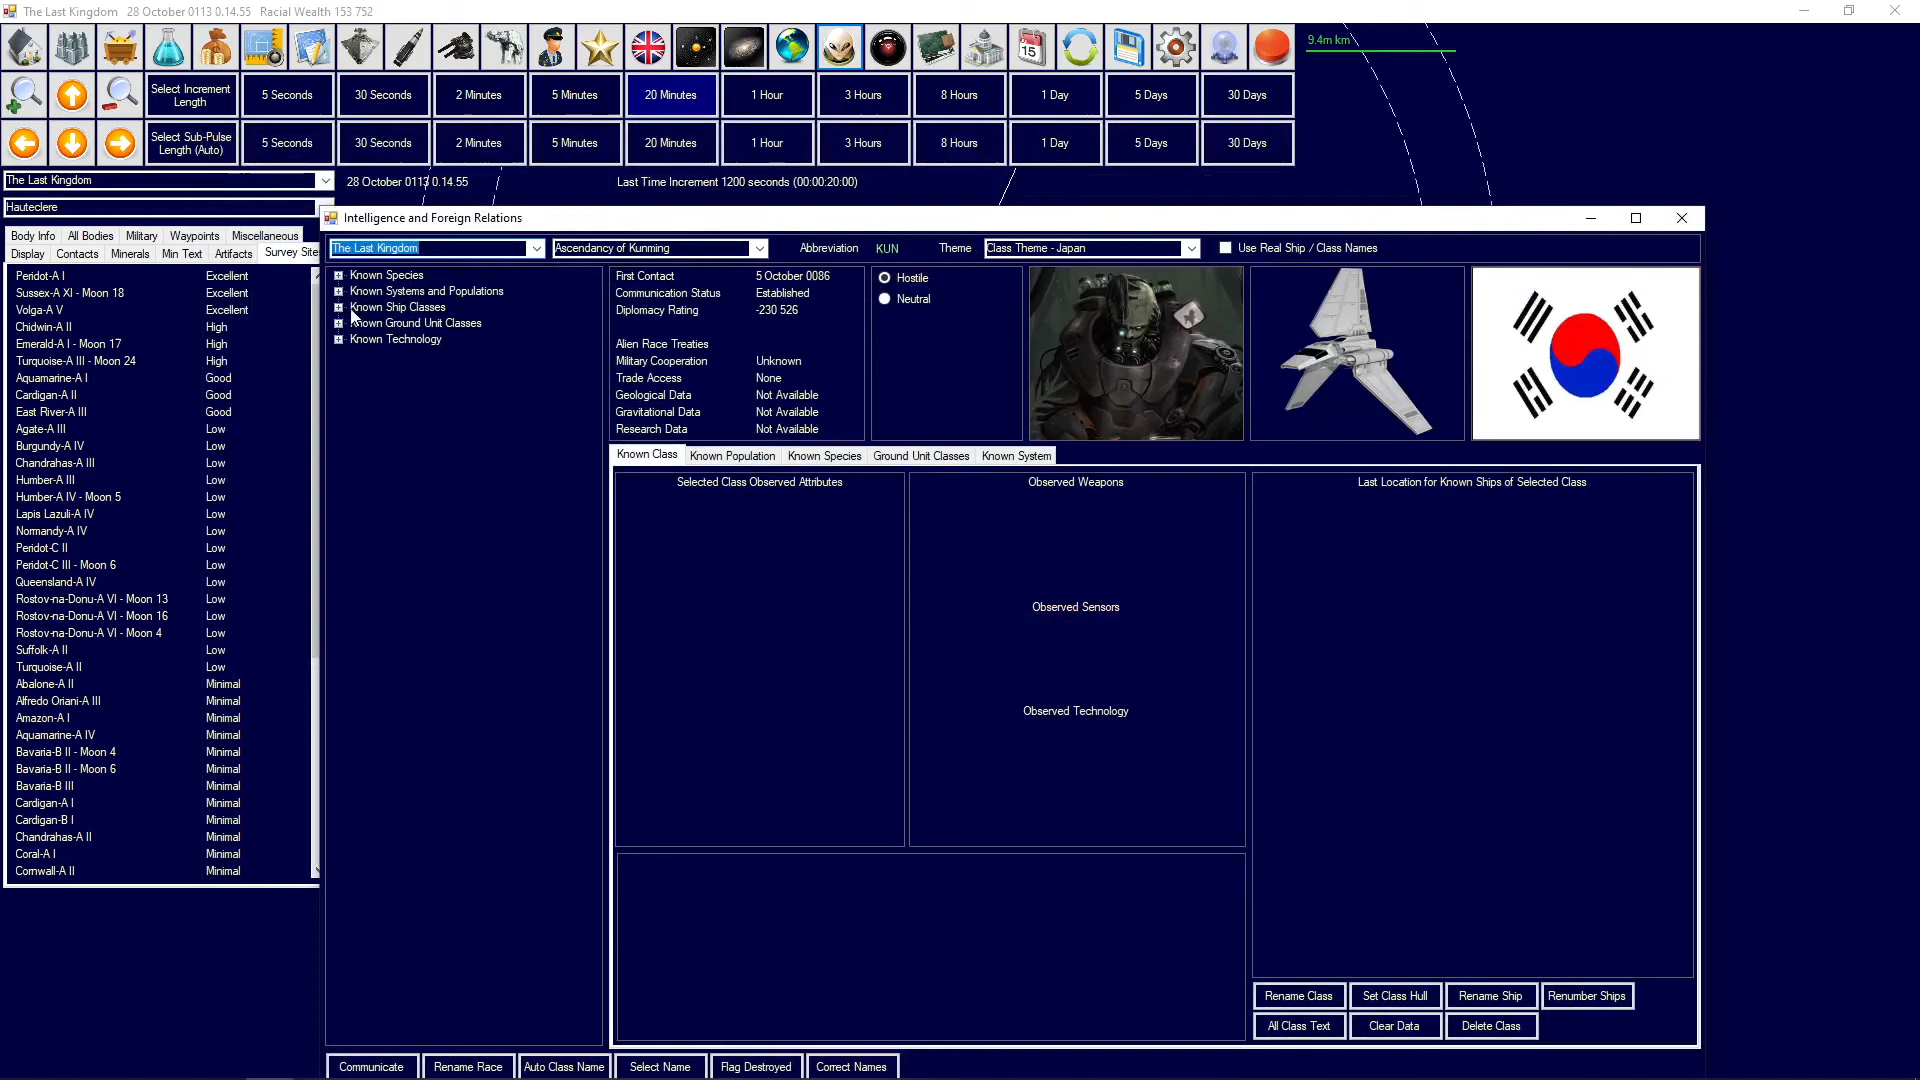 The Last Kingdom   28 October 0113 0.14.55   Racial Wealth 153 752
9.4m km
Select Increment Length
5 Seconds
30 Seconds
2 Minutes
5 Minutes
20 Minutes
1 Hour
3 Hours
8 Hours
1 Day
5 Days
30 Days
Select Sub-Pulse Length (Auto)
5 Seconds
30 Seconds
2 Minutes
5 Minutes
20 Minutes
1 Hour
3 Hours
8 Hours
1 Day
5 Days
30 Days
The Last Kingdom
28 October 0113 0.14.55
Last Time Increment 1200 seconds (00:00:20:00)
Hauteclere
Body Info
All Bodies
Military
Waypoints
Miscellaneous
Display
Contacts
Minerals
Min Text
Artifacts
Survey Site
Peridot-A I Excellent
Sussex-A XI - Moon 18 Excellent
Volga-A V Excellent
Chidwin-A II High
Emerald-A I - Moon 17 High
Turquoise-A III - Moon 24 High
Aquamarine-A I Good
Cardigan-A II Good
East River-A III Good
Agate-A III Low
Burgundy-A IV Low
Chandrahas-A III Low
Humber-A III Low
Humber-A IV - Moon 5 Low
Lapis Lazuli-A IV Low
Normandy-A IV Low
Peridot-C II Low
Peridot-C III - Moon 6 Low
Queensland-A IV Low
Rostov-na-Donu-A VI - Moon 13 Low
Rostov-na-Donu-A VI - Moon 16 Low
Rostov-na-Donu-A VI - Moon 4 Low
Suffolk-A II Low
Turquoise-A II Low
Abalone-A II Minimal
Alfredo Oriani-A III Minimal
Amazon-A I Minimal
Aquamarine-A IV Minimal
Bavaria-B II - Moon 4 Minimal
Bavaria-B II - Moon 6 Minimal
Bavaria-B III Minimal
Cardigan-A I Minimal
Cardigan-B I Minimal
Chandrahas-A II Minimal
Coral-A I Minimal
Cornwall-A II Minimal
Intelligence and Foreign Relations
The Last Kingdom
Ascendancy of Kunming
Abbreviation KUN
Theme Class Theme - Japan
Use Real Ship / Class Names
Known Species
Known Systems and Populations
Known Ship Classes
Known Ground Unit Classes
Known Technology
First Contact 5 October 0086
Communication Status Established
Diplomacy Rating -230 526
Alien Race Treaties
Military Cooperation Unknown
Trade Access None
Geological Data Not Available
Gravitational Data Not Available
Research Data Not Available
Hostile
Neutral
Known Class
Known Population
Known Species
Ground Unit Classes
Known System
Selected Class Observed Attributes
Observed Weapons
Observed Sensors
Observed Technology
Last Location for Known Ships of Selected Class
Rename Class
Set Class Hull
Rename Ship
Renumber Ships
All Class Text
Clear Data
Delete Class
Communicate
Rename Race
Auto Class Name
Select Name
Flag Destroyed
Correct Names